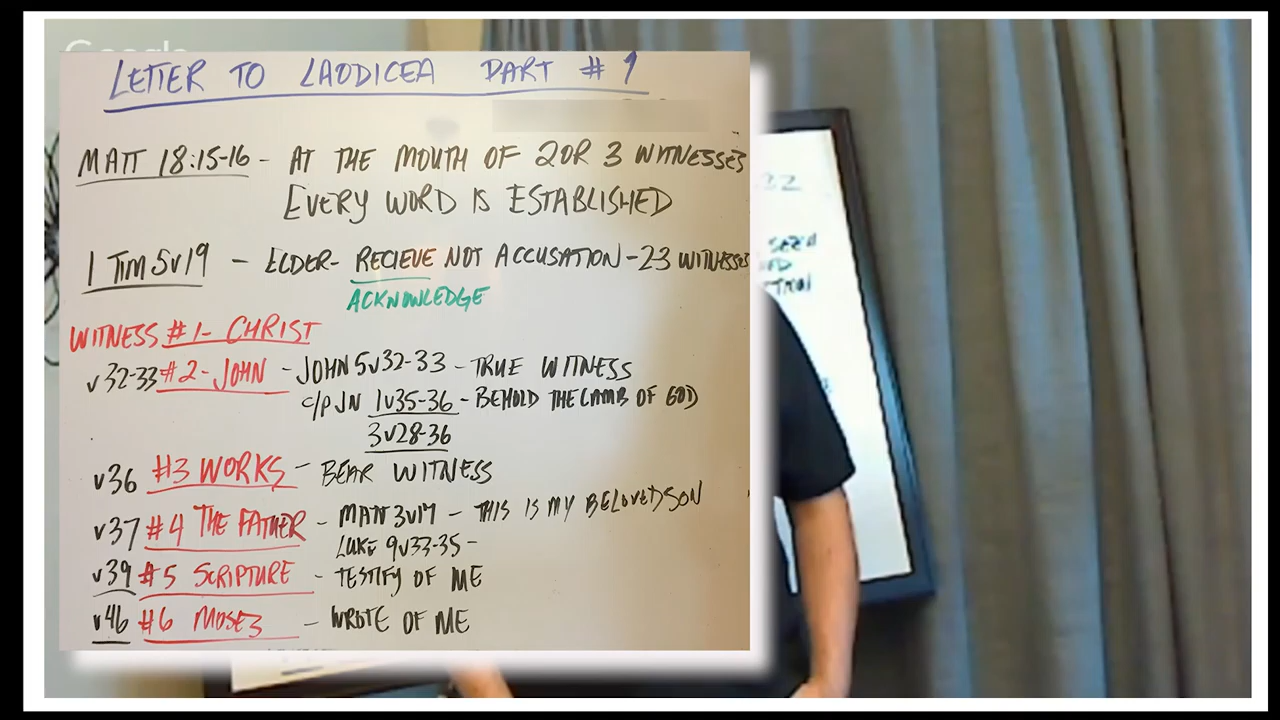 Google
LETTER TO LAODICEA PART # 1
MATT 18:15-16 - AT THE MOUTH OF 2 OR 3 WITNESSES
EVERY WORD IS ESTABLISHED
1 TIM 5v19 - ELDER- RECIEVE NOT ACCUSATION - 23 WITNESSES
ACKNOWLEDGE
WITNESS #1- CHRIST
v32-33 #2 - JOHN - JOHN 5v32-33 - TRUE WITNESS
c/p JN 1v35-36 - BEHOLD THE LAMB OF GOD
3v28-36
v36 #3 WORKS - BEAR WITNESS
v37 #4 THE FATHER - MATT 3v17 - THIS IS MY BELOVED SON
LUKE 9v33-35 -
v39 #5 SCRIPTURE - TESTIFY OF ME
v46 #6 MOSES - WROTE OF ME
32
SEEN